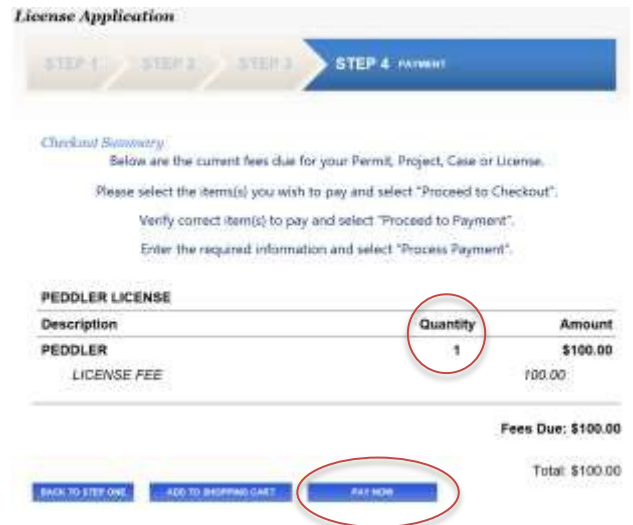 License Application
STEP 1 STEP 2 STEP 3 STEP 4 PAYMENT
Checkout Summary
Below are the current fees due for your Permit, Project, Case or License.
Please select the items(s) you wish to pay and select "Proceed to Checkout".
Verify correct item(s) to pay and select "Proceed to Payment".
Enter the required information and select "Process Payment".
PEDDLER LICENSE
Description Quantity Amount
PEDDLER 1 $100.00
LICENSE FEE 100.00
Fees Due: $100.00
Total: $100.00
BACK TO STEP ONE ADD TO SHOPPING CART PAY NOW